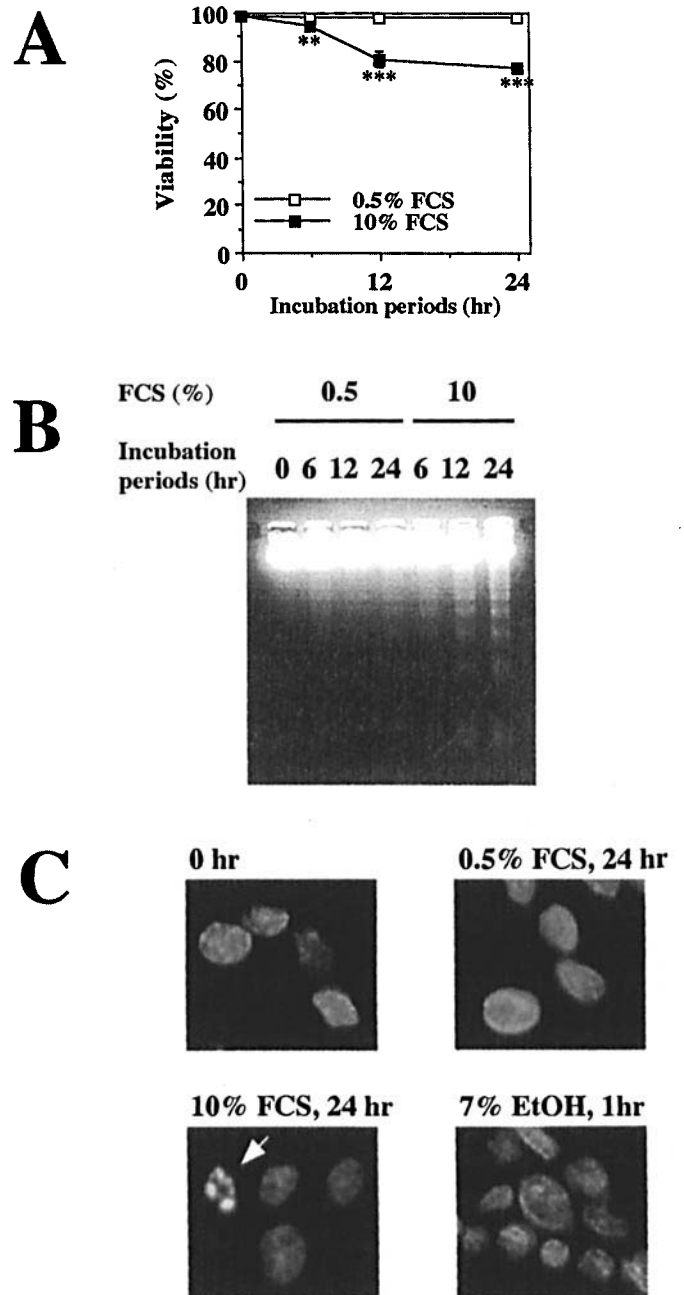 A
100
80
60
40
20
0
Viability (%)
**
***
***
0.5% FCS
10% FCS
0
12
24
Incubation periods (hr)
B
FCS (%) 0.5 10
Incubation
periods (hr) 0 6 12 24 6 12 24
C
0 hr
0.5% FCS, 24 hr
10% FCS, 24 hr
7% EtOH, 1hr